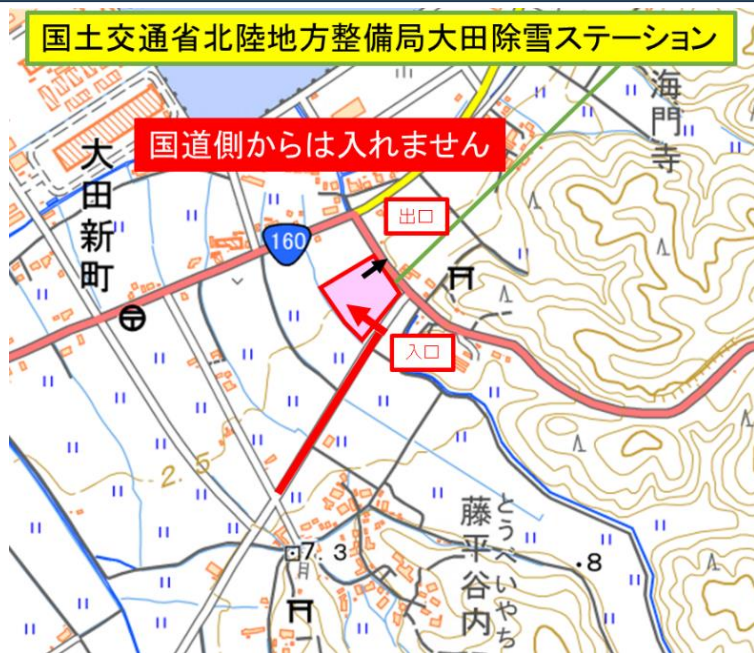 国土交通省北陸地方整備局大田除雪ステーション
国道側からは入れません
海門寺
大田新町
出口
160
入口
2.5
とうべいやち
藤平谷内
7.3
.8